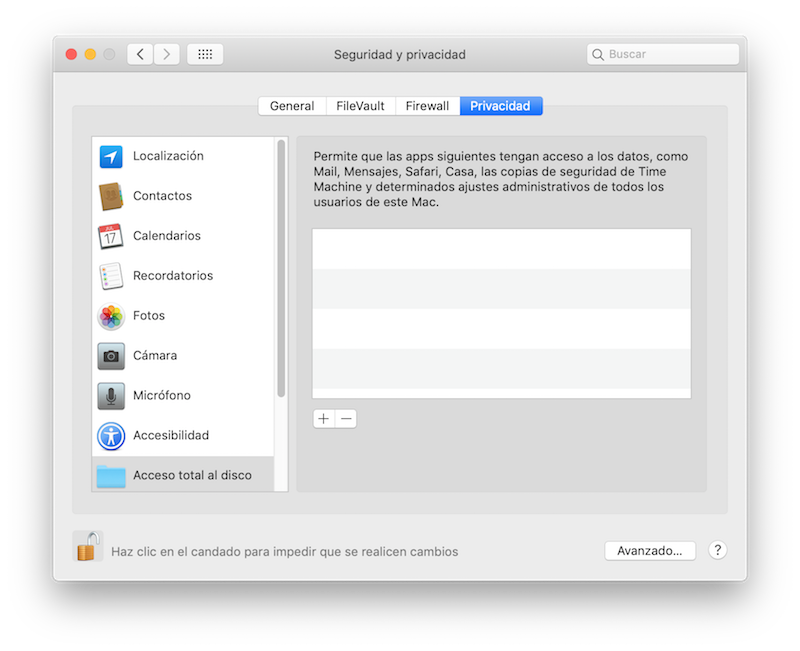 Seguridad y privacidad
Buscar
General
FileVault
Firewall
Privacidad
Localización
Contactos
JUL
17
Calendarios
Recordatorios
Fotos
Cámara
Micrófono
Accesibilidad
Acceso total al disco
Permite que las apps siguientes tengan acceso a los datos, como
Mail, Mensajes, Safari, Casa, las copias de seguridad de Time
Machine y determinados ajustes administrativos de todos los
usuarios de este Mac.
+ −
Haz clic en el candado para impedir que se realicen cambios
Avanzado...
?